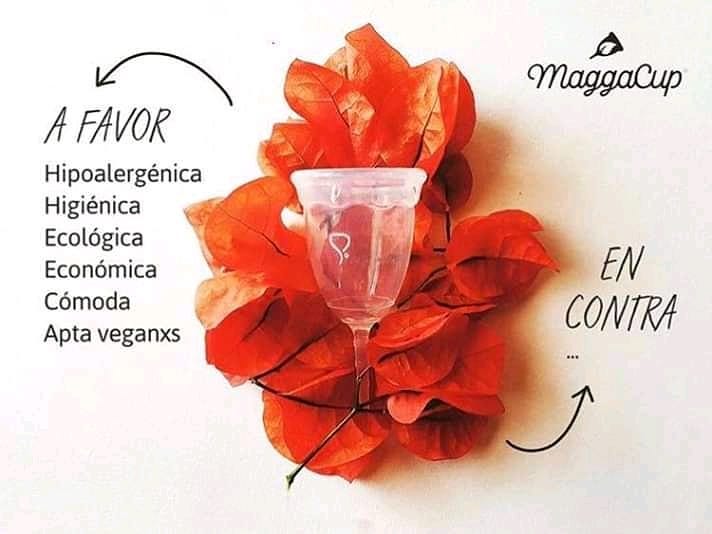 MaggaCup
A FAVOR
Hipoalergénica
Higiénica
Ecológica
Económica
Cómoda
Apta veganxs
EN
CONTRA
...